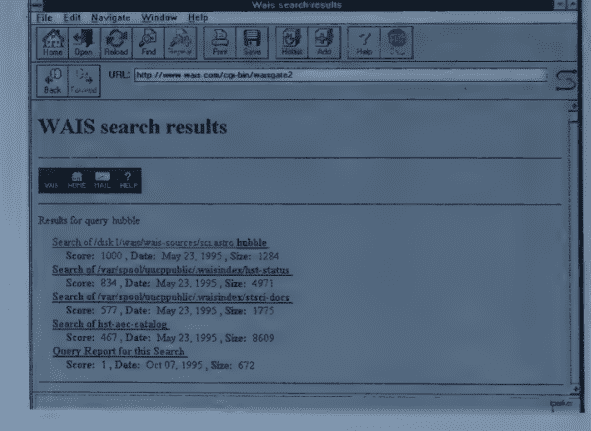 Wais search results
File Edit Navigate Window Help
Home Open Reload Find Print Save Hotlist Add Help
URL: http://www.wais.com/cgi-bin/waisgate2
Back Forward
WAIS search results
WAIS HOME MAIL HELP
Results for query hubble
Search of /disk1/wais/wais-sources/sci.astro.hubble
Score: 1000 , Date: May 23, 1995 , Size: 1284
Search of /var/spool/uucppublic/.waisindex/hst-status
Score: 834 , Date: May 23, 1995 , Size: 4971
Search of /var/spool/uucppublic/.waisindex/stsci-docs
Score: 577 , Date: May 23, 1995 , Size: 1775
Search of hst-aec-catalog
Score: 467 , Date: May 23, 1995 , Size: 8609
Query Report for this Search
Score: 1 , Date: Oct 07, 1995 , Size: 672